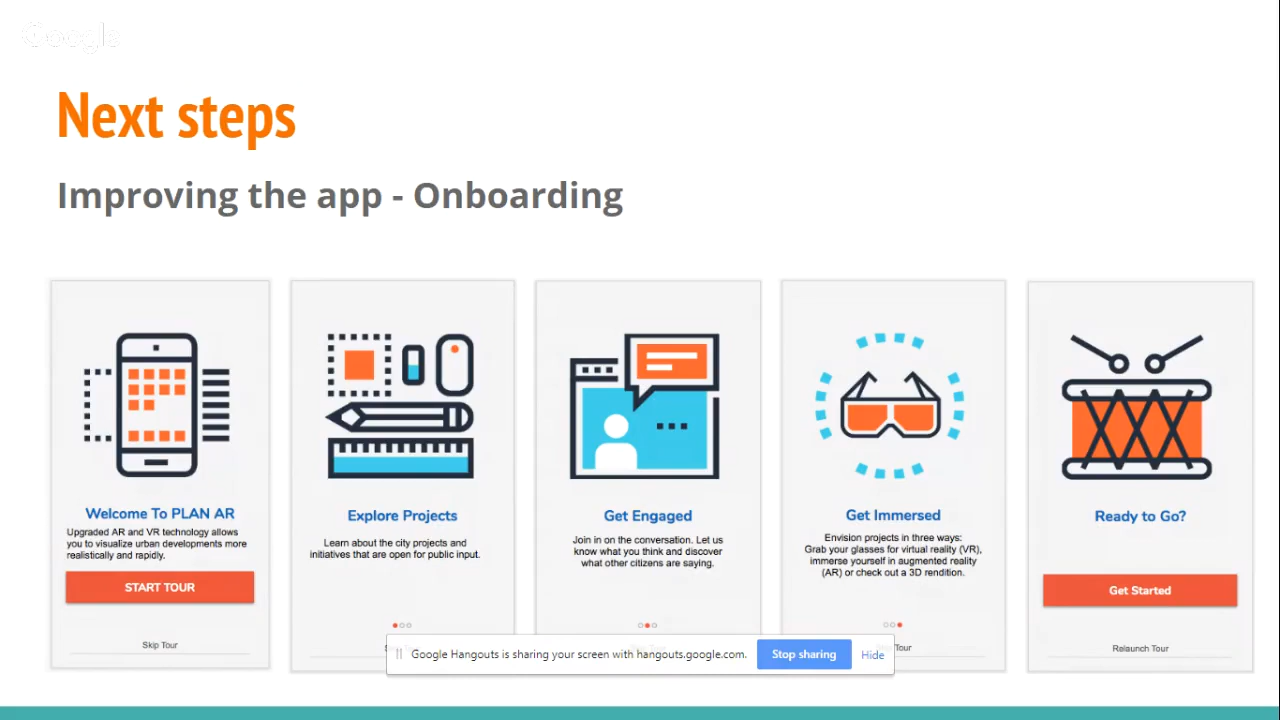 Google
Next steps
Improving the app - Onboarding
Welcome To PLAN AR
Upgraded AR and VR technology allows
you to visualize urban developments more
realistically and rapidly.
START TOUR
Skip Tour
Explore Projects
Learn about the city projects and
initiatives that are open for public input.
Get Engaged
Join in on the conversation. Let us
know what you think and discover
what other citizens are saying.
Get Immersed
Envision projects in three ways:
Grab your glasses for virtual reality (VR),
immerse yourself in augmented reality
(AR) or check out a 3D rendition.
Tour
Ready to Go?
Get Started
Relaunch Tour
Google Hangouts is sharing your screen with hangouts.google.com.
Stop sharing
Hide